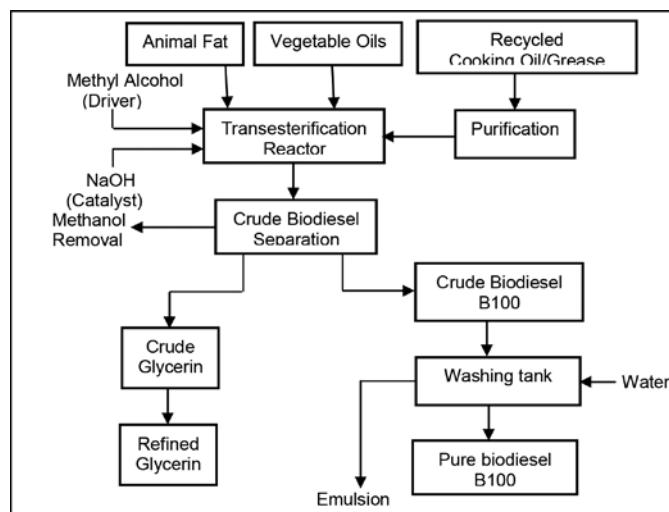 Animal Fat
Vegetable Oils
Recycled
Cooking Oil/Grease
Methyl Alcohol
(Driver)
Transesterification
Reactor
Purification
NaOH
(Catalyst)
Methanol
Removal
Crude Biodiesel
Separation
Crude Biodiesel
B100
Crude
Glycerin
Washing tank
Water
Refined
Glycerin
Pure biodiesel
B100
Emulsion